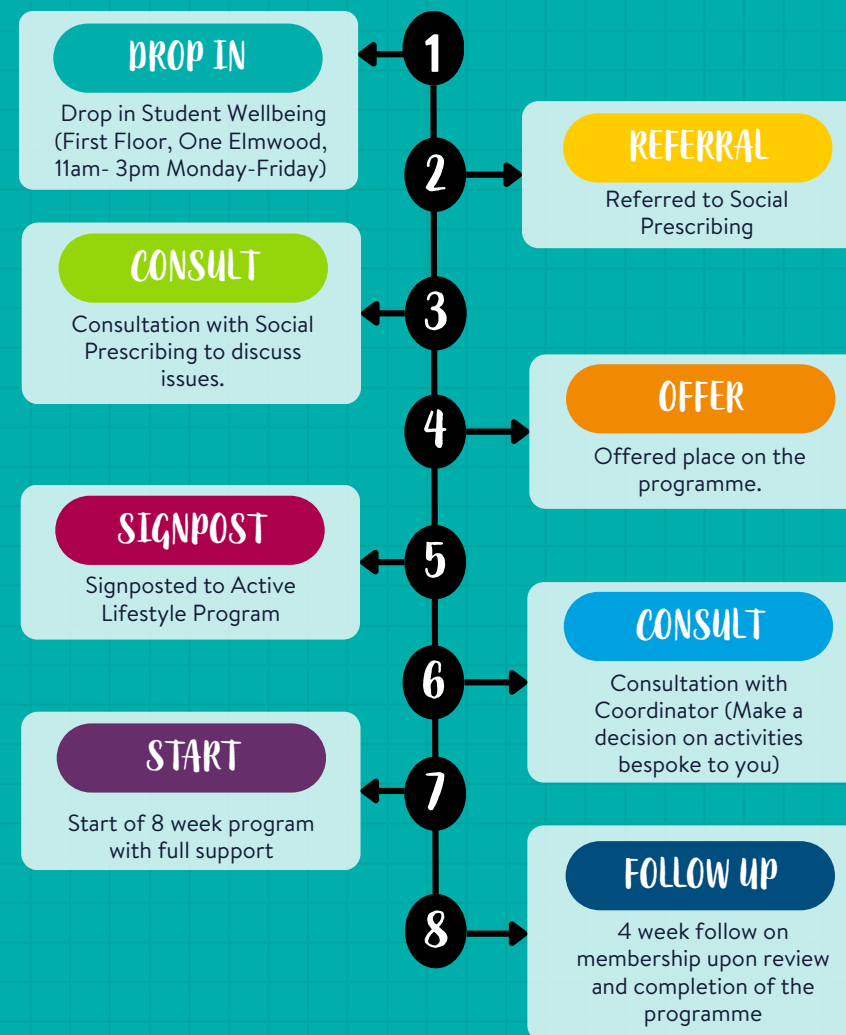 1
DROP IN
Drop in Student Wellbeing
(First Floor, One Elmwood,
11am- 3pm Monday-Friday)
2
REFERRAL
Referred to Social
Prescribing
3
CONSULT
Consultation with Social
Prescribing to discuss
issues.
4
OFFER
Offered place on the
programme.
5
SIGNPOST
Signposted to Active
Lifestyle Program
6
CONSULT
Consultation with
Coordinator (Make a
decision on activities
bespoke to you)
7
START
Start of 8 week program
with full support
8
FOLLOW UP
4 week follow on
membership upon review
and completion of the
programme